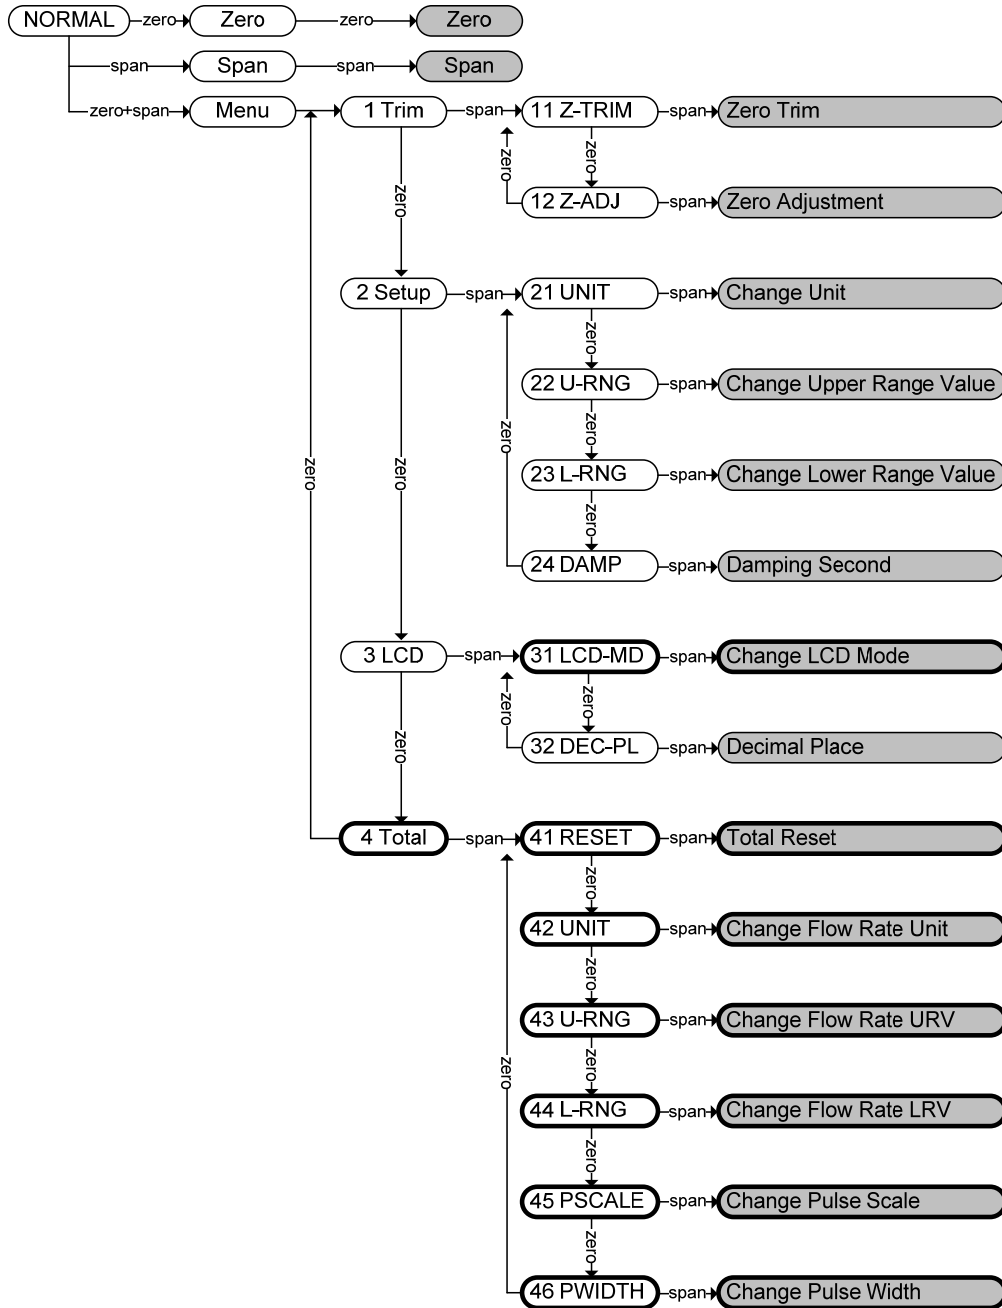 NORMAL zero Zero zero Zero
span Span span Span
zero+span Menu 1 Trim span 11 Z-TRIM span Zero Trim
zero
zero
zero
12 Z-ADJ span Zero Adjustment
2 Setup span 21 UNIT span Change Unit
zero
22 U-RNG span Change Upper Range Value
zero
zero
zero
zero
23 L-RNG span Change Lower Range Value
zero
24 DAMP span Damping Second
3 LCD span 31 LCD-MD span Change LCD Mode
zero
zero
zero
32 DEC-PL span Decimal Place
4 Total span 41 RESET span Total Reset
zero
42 UNIT span Change Flow Rate Unit
zero
43 U-RNG span Change Flow Rate URV
zero
zero
44 L-RNG span Change Flow Rate LRV
zero
45 PSCALE span Change Pulse Scale
zero
46 PWIDTH span Change Pulse Width